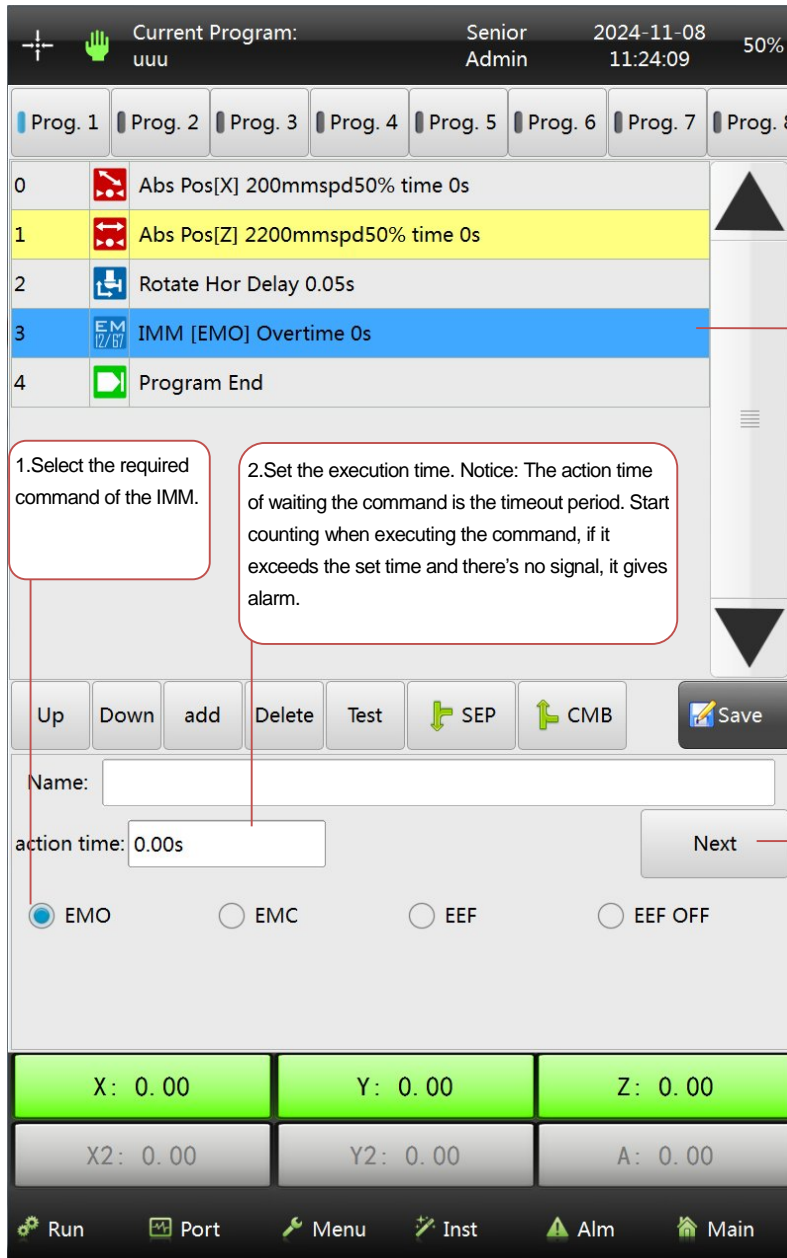 Current Program:
uuu
Senior
Admin
2024-11-08
11:24:09
50%
Prog. 1 Prog. 2 Prog. 3 Prog. 4 Prog. 5 Prog. 6 Prog. 7 Prog. 8
0 Abs Pos[X] 200mmspd50% time 0s
1 Abs Pos[Z] 2200mmspd50% time 0s
2 Rotate Hor Delay 0.05s
3 EM 12/67 IMM [EMO] Overtime 0s
4 Program End
1.Select the required
command of the IMM.
2.Set the execution time. Notice: The action time
of waiting the command is the timeout period. Start
counting when executing the command, if it
exceeds the set time and there's no signal, it gives
alarm.
Up Down add Delete Test SEP CMB Save
Name:
action time: 0.00s Next
EMO EMC EEF EEF OFF
X: 0.00 Y: 0.00 Z: 0.00
X2: 0.00 Y2: 0.00 A: 0.00
Run Port Menu Inst Alm Main